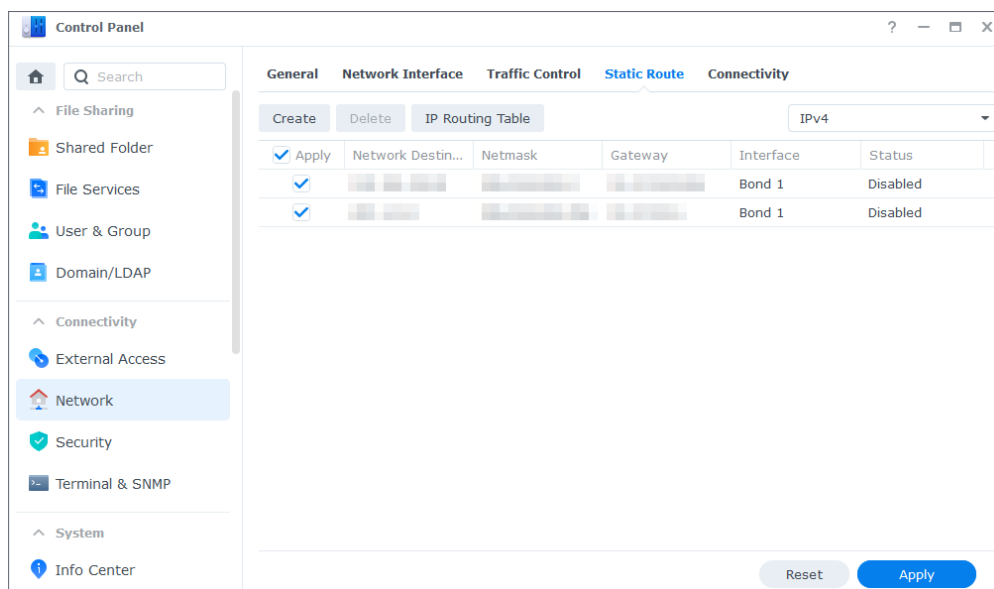 Control Panel
?
Search
File Sharing
Shared Folder
File Services
User & Group
Domain/LDAP
Connectivity
External Access
Network
Security
Terminal & SNMP
System
Info Center
General Network Interface Traffic Control Static Route Connectivity
Create Delete IP Routing Table IPv4
Apply Network Destin... Netmask Gateway Interface Status
Bond 1 Disabled
Bond 1 Disabled
Reset Apply